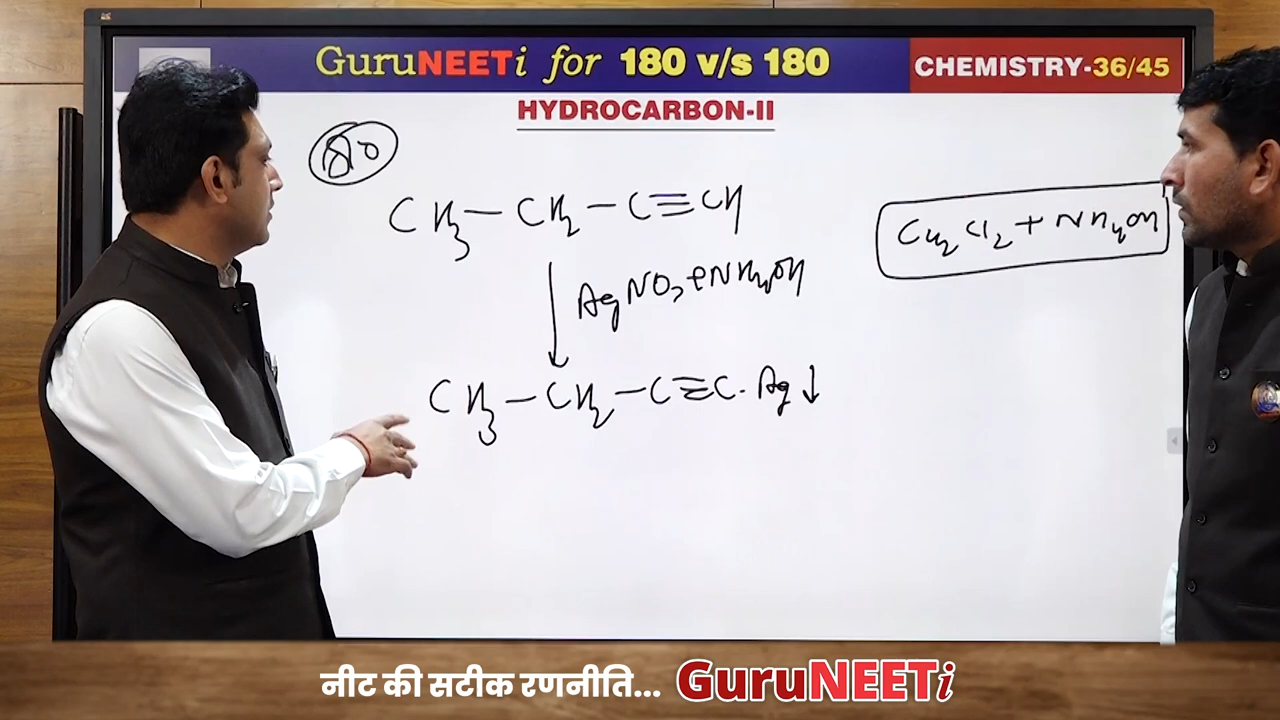 GuruNEETi for 180 v/s 180
CHEMISTRY-36/45
HYDROCARBON-II
180
CH₃—CH₂—C≡CH
Cu₂Cl₂+NH₄OH
↓ AgNO₃+NH₄OH
CH₃—CH₂—C≡C·Ag↓
नीट की सटीक रणनीति... GuruNEETi